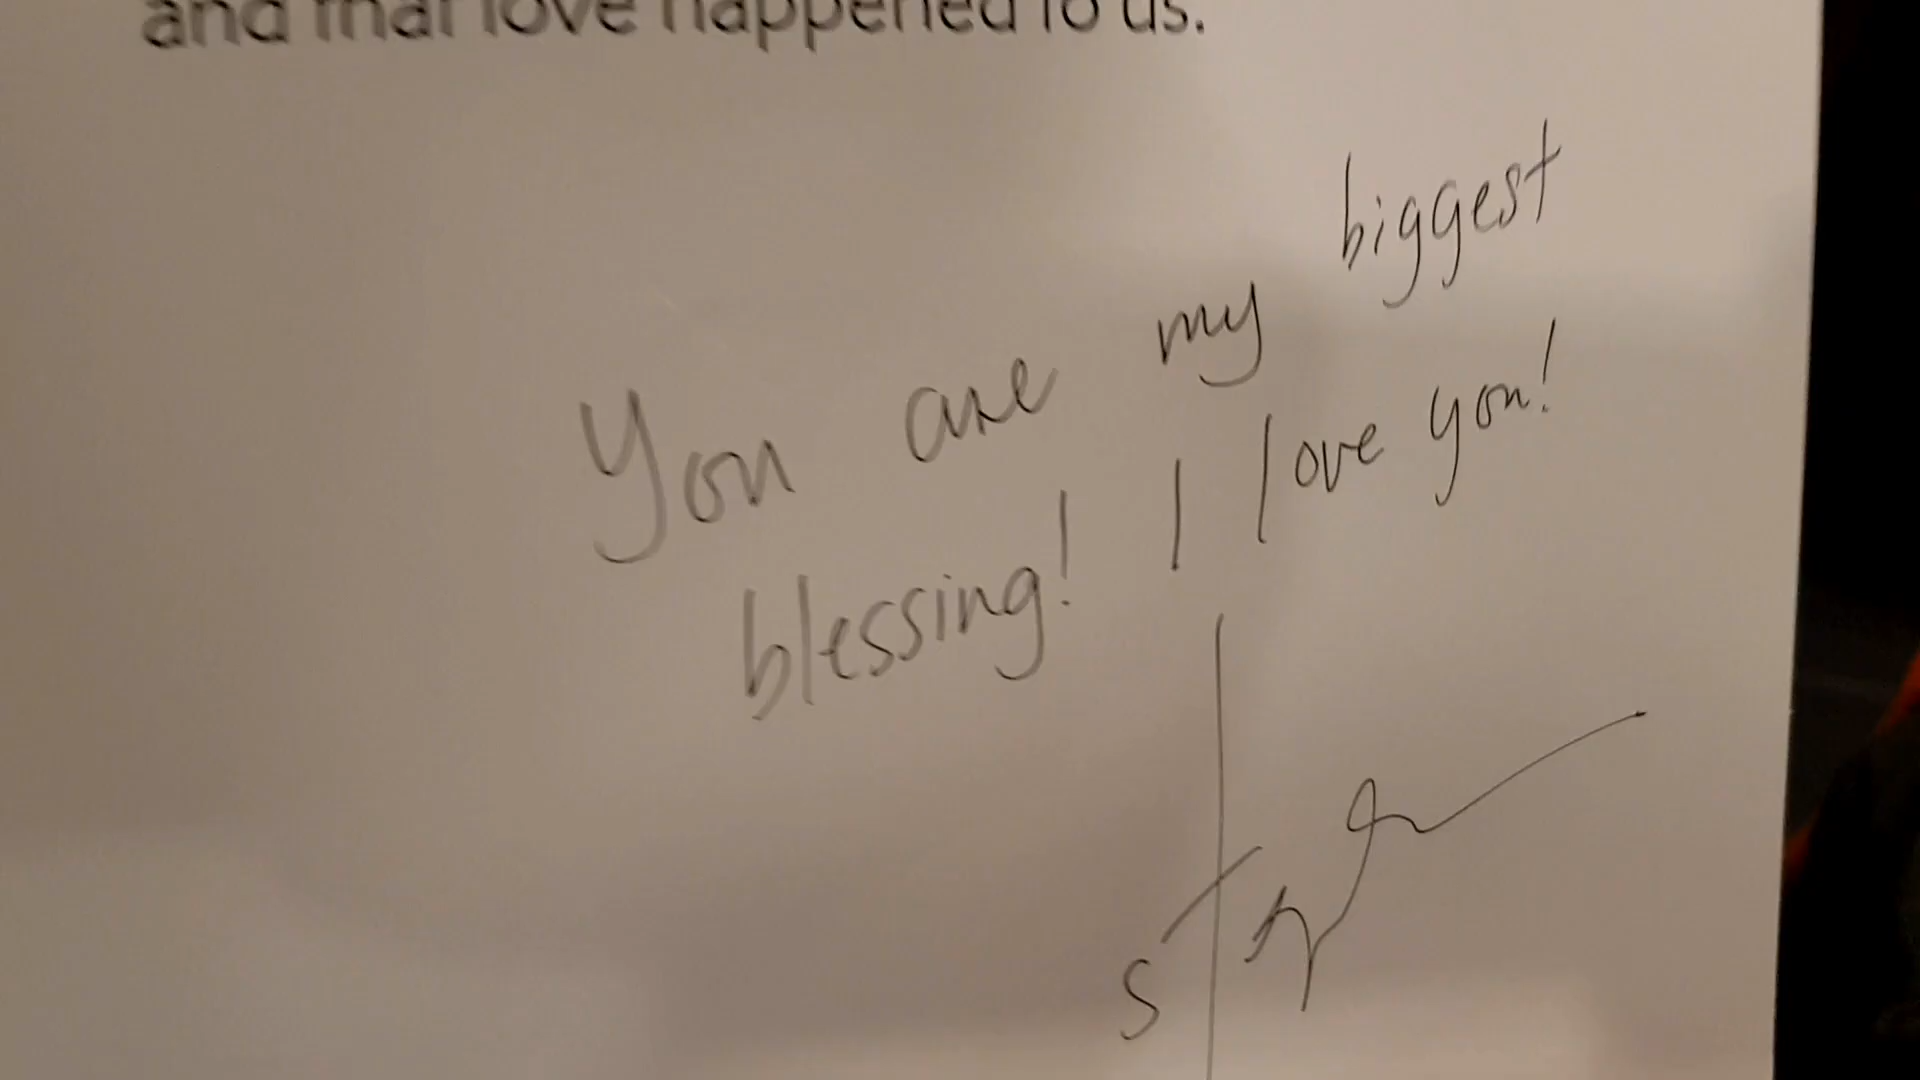 and that love happened to us.
You are my biggest
blessing! I love you!